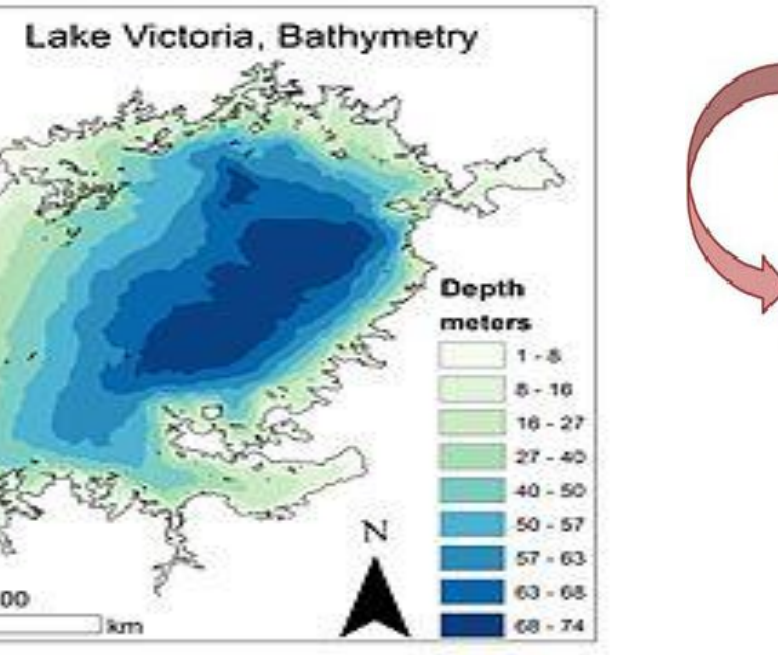 Lake Victoria, Bathymetry
Depth
meters
1 - 8
8 - 16
16 - 27
27 - 40
40 - 50
50 - 57
57 - 63
63 - 68
68 - 74
N
00
km